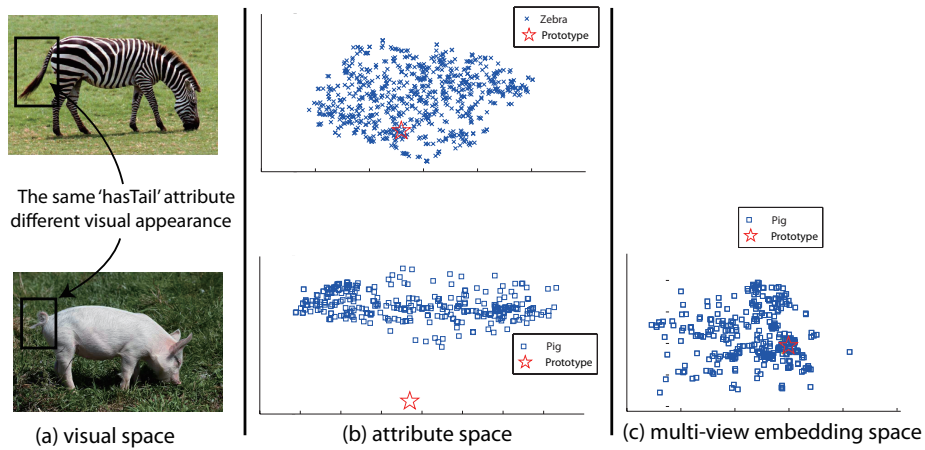 The same 'hasTail' attribute
different visual appearance
(a) visual space
Zebra
Prototype
Pig
Prototype
(b) attribute space
Pig
Prototype
(c) multi-view embedding space